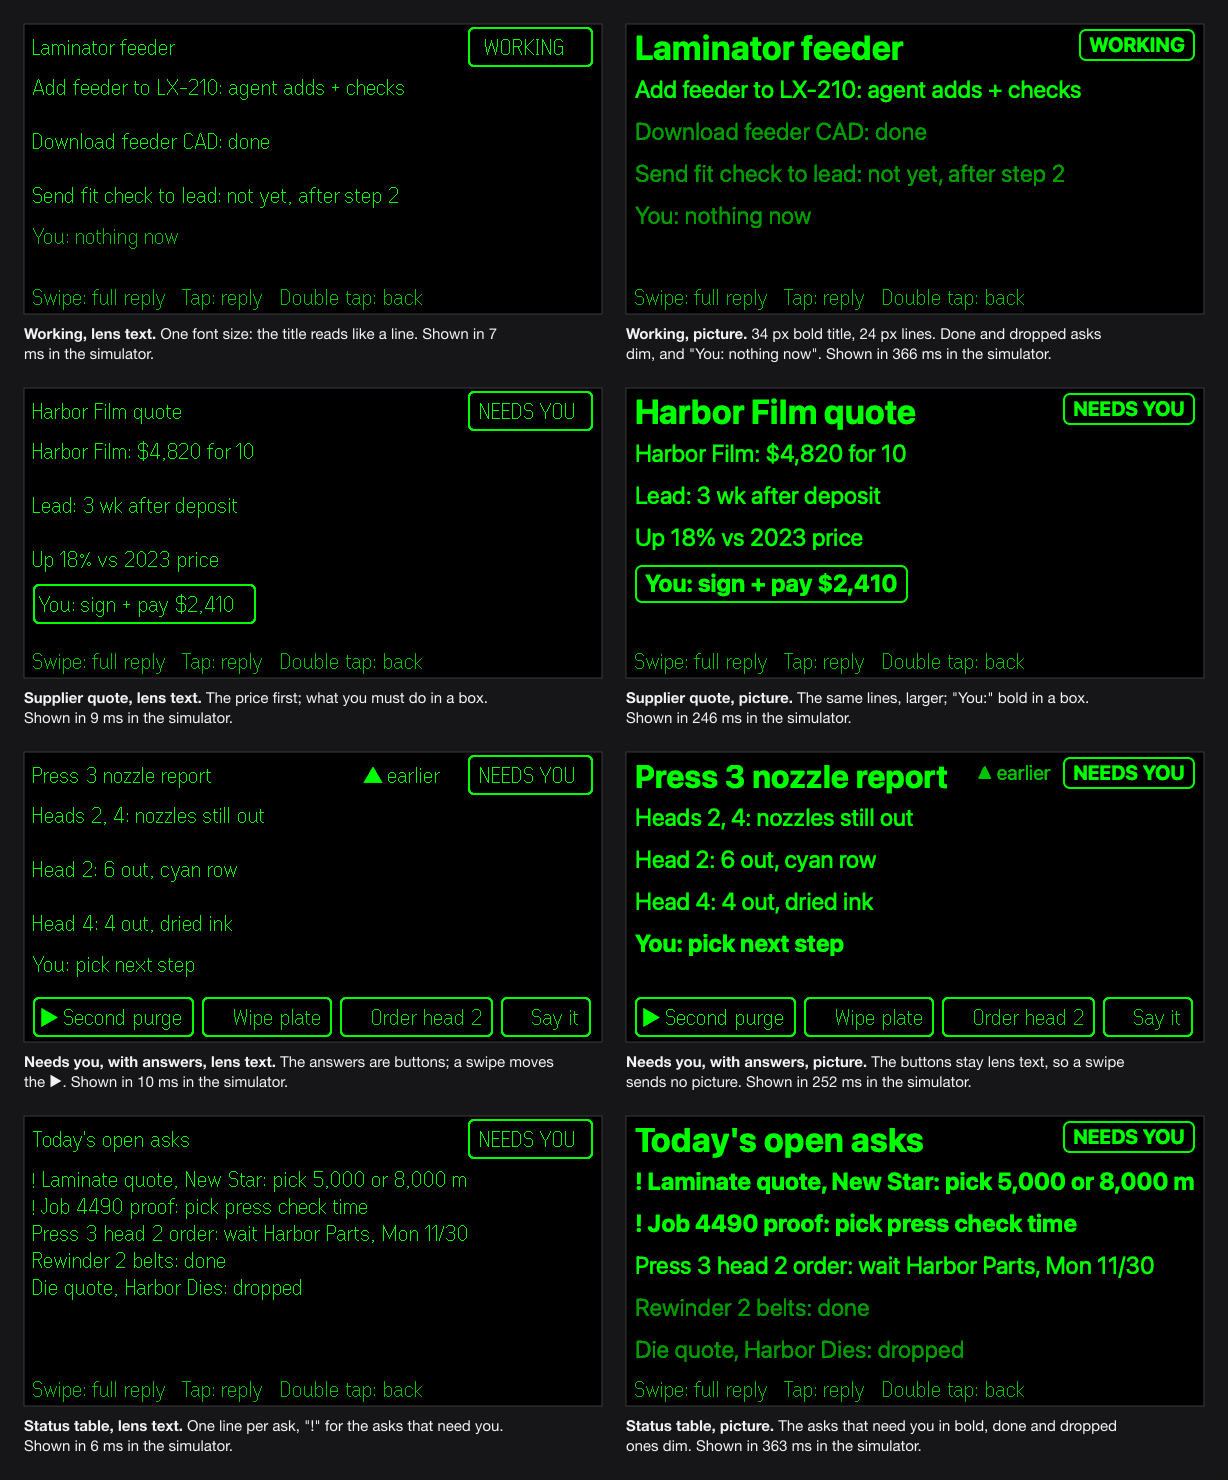 Laminator feeder
WORKING
Add feeder to LX-210: agent adds + checks
Download feeder CAD: done
Send fit check to lead: not yet, after step 2
You: nothing now
Swipe: full reply Tap: reply Double tap: back
Working, lens text. One font size: the title reads like a line. Shown in 7
ms in the simulator.
Laminator feeder
WORKING
Add feeder to LX-210: agent adds + checks
Download feeder CAD: done
Send fit check to lead: not yet, after step 2
You: nothing now
Swipe: full reply Tap: reply Double tap: back
Working, picture. 34 px bold title, 24 px lines. Done and dropped asks
dim, and "You: nothing now". Shown in 366 ms in the simulator.
Harbor Film quote
NEEDS YOU
Harbor Film: $4,820 for 10
Lead: 3 wk after deposit
Up 18% vs 2023 price
You: sign + pay $2,410
Swipe: full reply Tap: reply Double tap: back
Supplier quote, lens text. The price first; what you must do in a box.
Shown in 9 ms in the simulator.
Harbor Film quote
NEEDS YOU
Harbor Film: $4,820 for 10
Lead: 3 wk after deposit
Up 18% vs 2023 price
You: sign + pay $2,410
Swipe: full reply Tap: reply Double tap: back
Supplier quote, picture. The same lines, larger; "You:" bold in a box.
Shown in 246 ms in the simulator.
Press 3 nozzle report
▲ earlier
NEEDS YOU
Heads 2, 4: nozzles still out
Head 2: 6 out, cyan row
Head 4: 4 out, dried ink
You: pick next step
▶ Second purge
Wipe plate
Order head 2
Say it
Needs you, with answers, lens text. The answers are buttons; a swipe moves
the ▶. Shown in 10 ms in the simulator.
Press 3 nozzle report
▲ earlier
NEEDS YOU
Heads 2, 4: nozzles still out
Head 2: 6 out, cyan row
Head 4: 4 out, dried ink
You: pick next step
▶ Second purge
Wipe plate
Order head 2
Say it
Needs you, with answers, picture. The buttons stay lens text, so a swipe
sends no picture. Shown in 252 ms in the simulator.
Today's open asks
NEEDS YOU
! Laminate quote, New Star: pick 5,000 or 8,000 m
! Job 4490 proof: pick press check time
Press 3 head 2 order: wait Harbor Parts, Mon 11/30
Rewinder 2 belts: done
Die quote, Harbor Dies: dropped
Swipe: full reply Tap: reply Double tap: back
Status table, lens text. One line per ask, "!" for the asks that need you.
Shown in 6 ms in the simulator.
Today's open asks
NEEDS YOU
! Laminate quote, New Star: pick 5,000 or 8,000 m
! Job 4490 proof: pick press check time
Press 3 head 2 order: wait Harbor Parts, Mon 11/30
Rewinder 2 belts: done
Die quote, Harbor Dies: dropped
Swipe: full reply Tap: reply Double tap: back
Status table, picture. The asks that need you in bold, done and dropped
ones dim. Shown in 363 ms in the simulator.